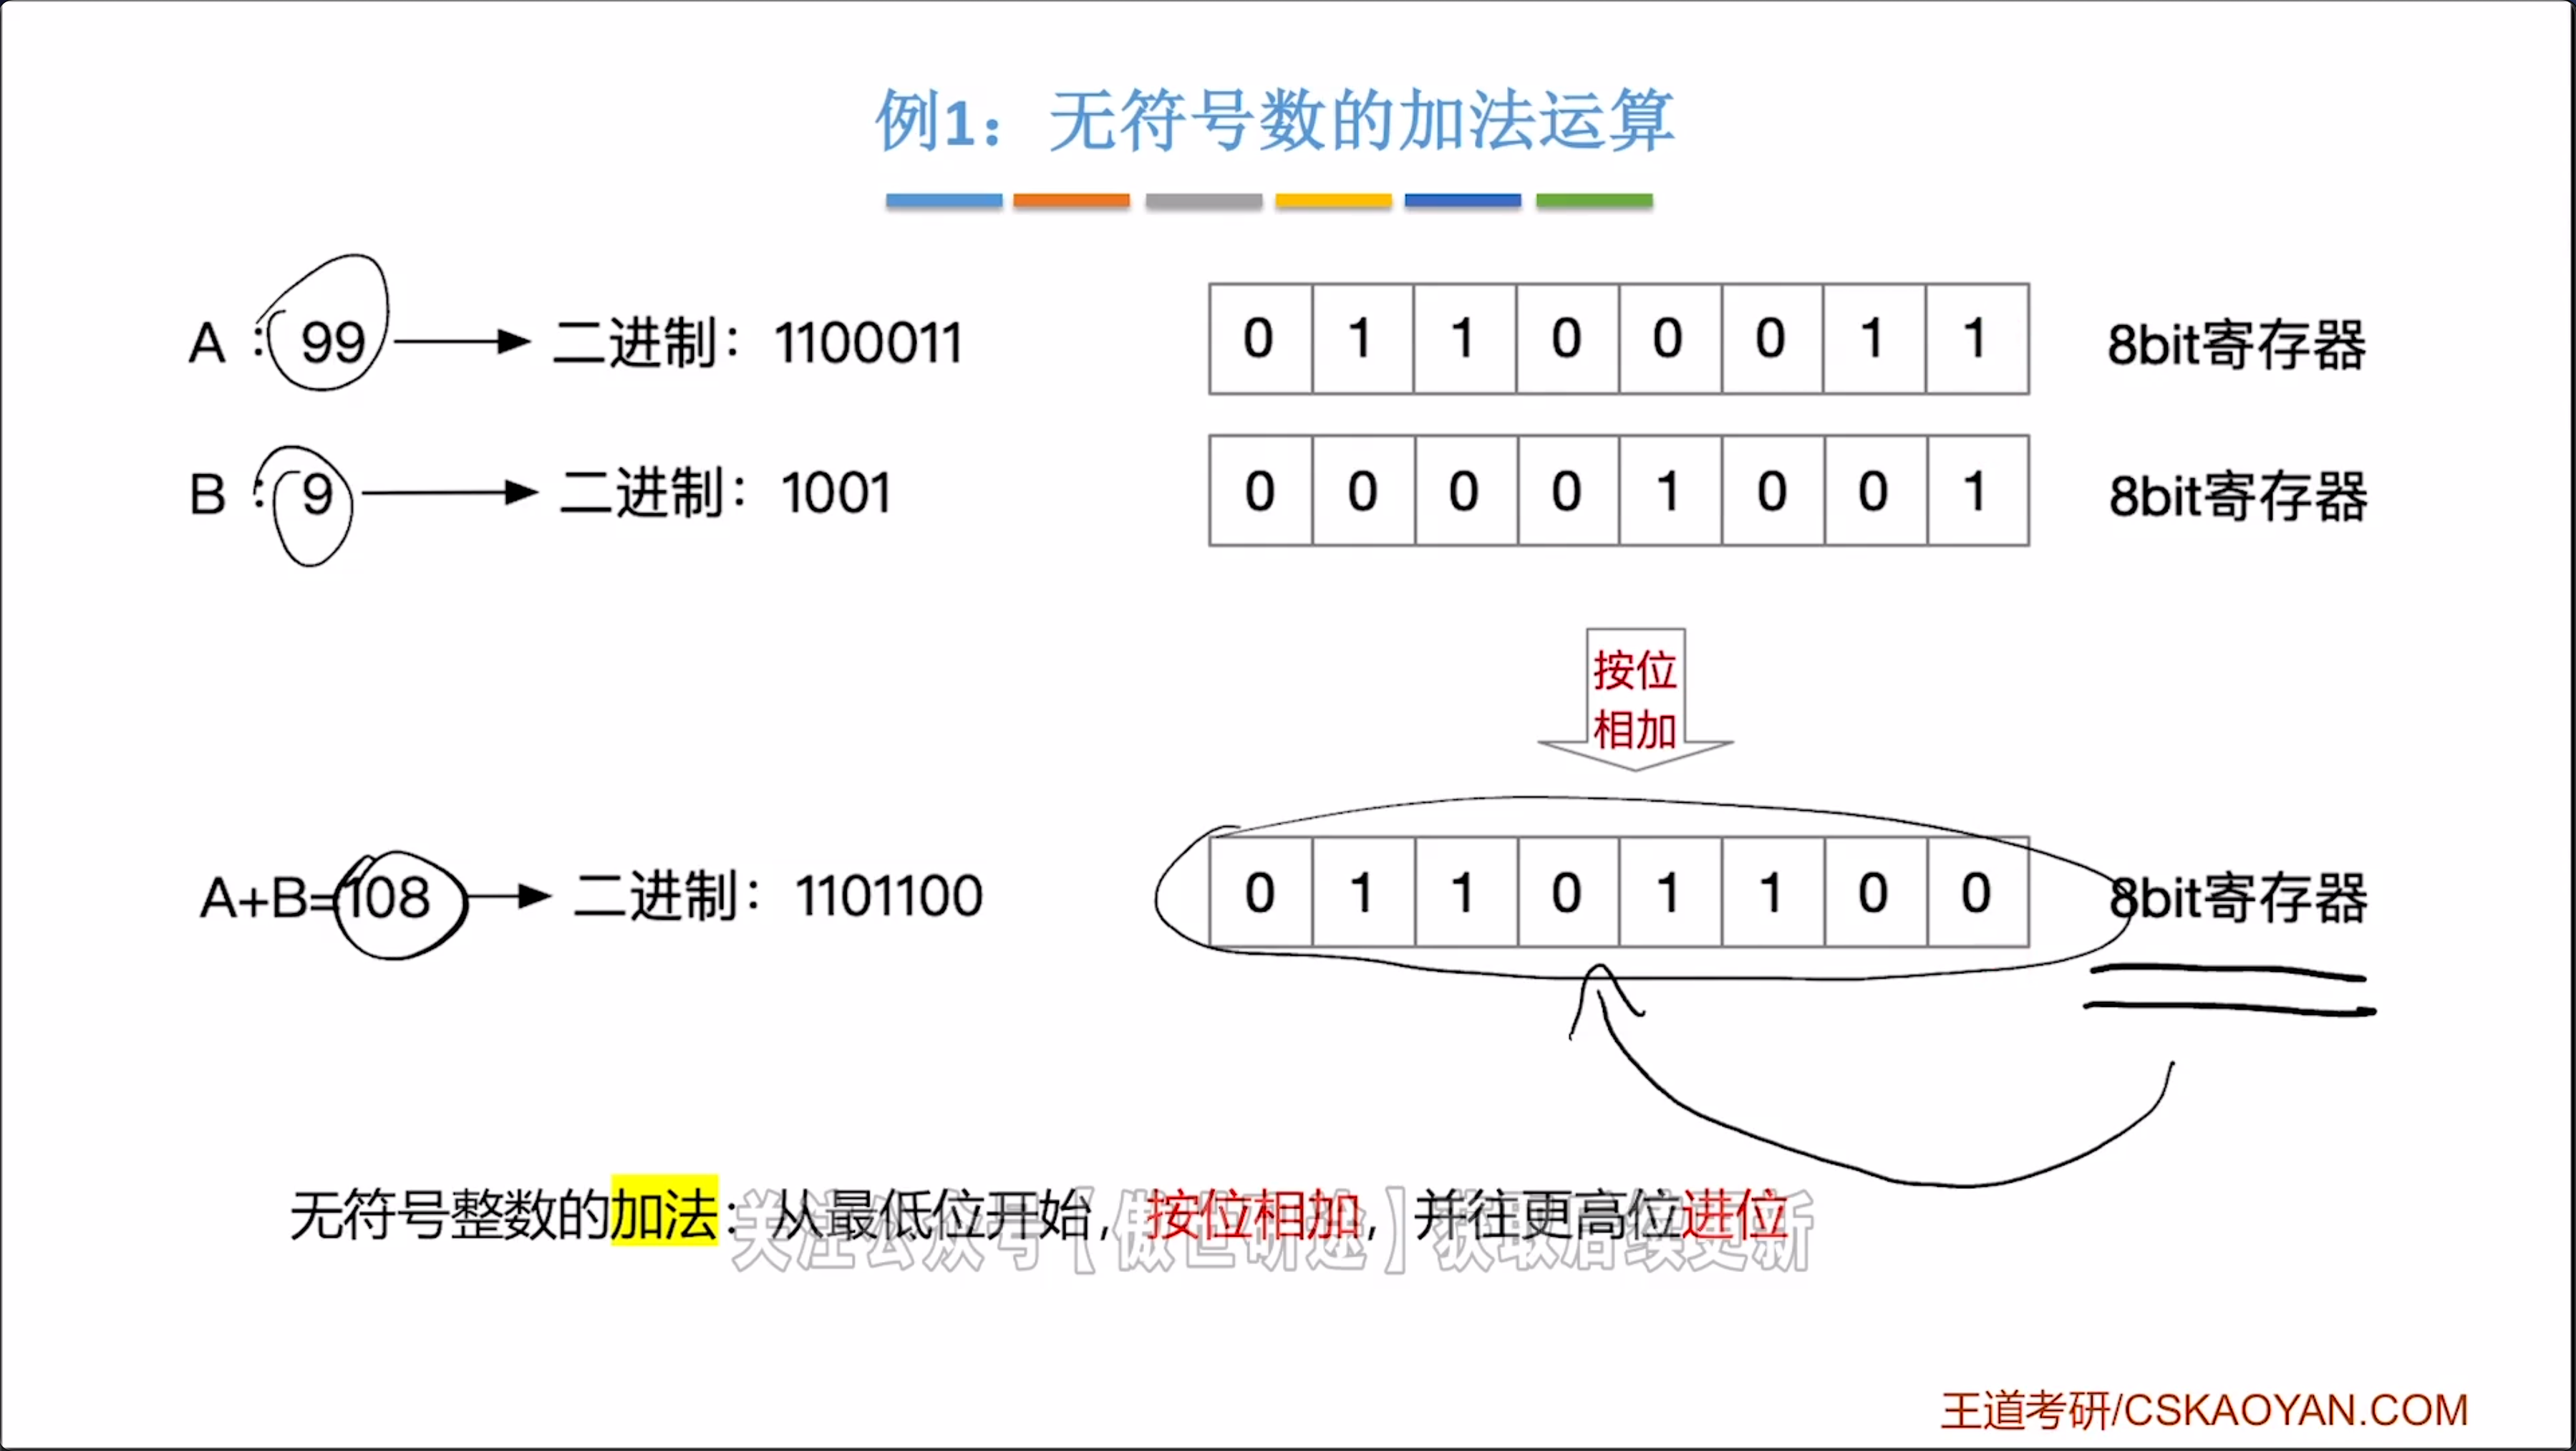 例1：无符号数的加法运算
A ：99 二进制：1100011 0 1 1 0 0 0 1 1 8bit寄存器
B ：9 二进制：1001 0 0 0 0 1 0 0 1 8bit寄存器
按位
相加
A+B=108 二进制：1101100 0 1 1 0 1 1 0 0 8bit寄存器
无符号整数的加法：从最低位开始，按位相加，并往更高位进位
关注公众号【傲世研途】获取后续更新
王道考研/CSKAOYAN.COM